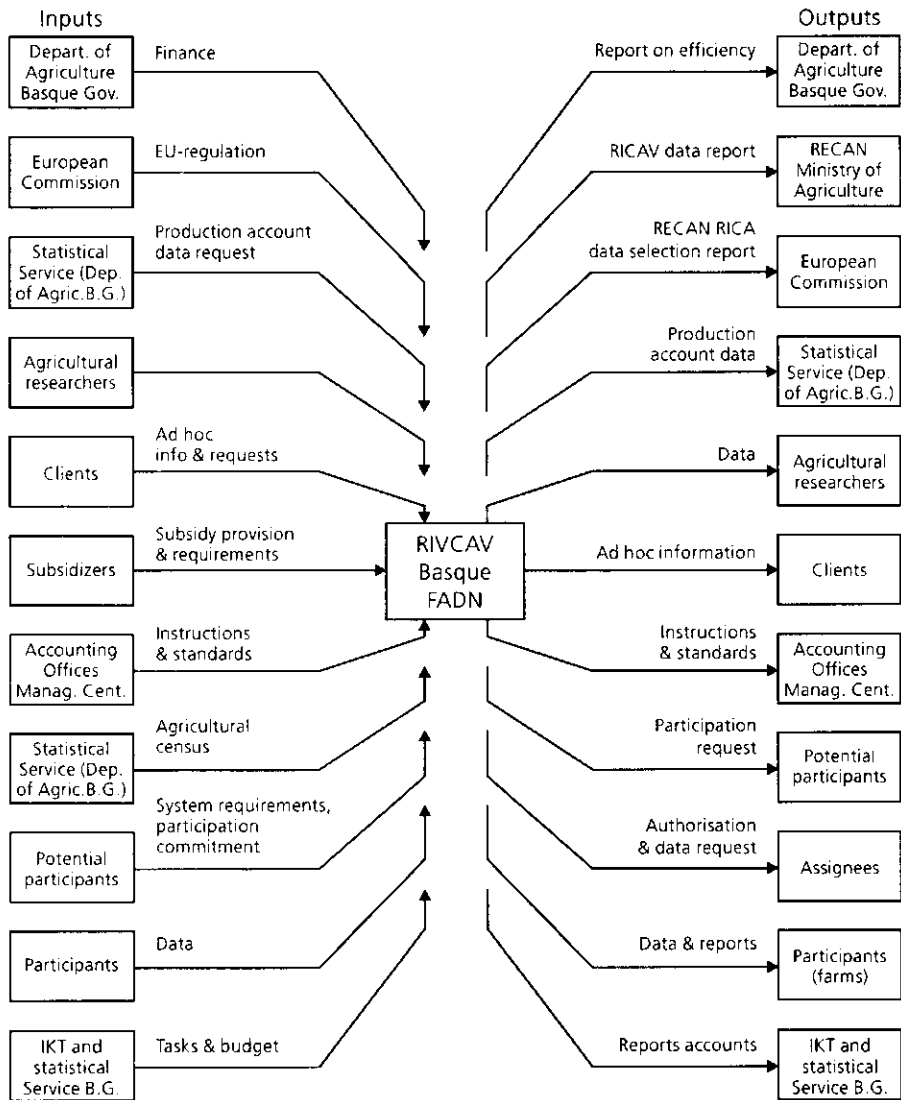 Inputs
Outputs
Depart. of
Agriculture
Basque Gov.
Finance
Report on efficiency
Depart. of
Agriculture
Basque Gov.
European
Commission
EU-regulation
RICAV data report
RECAN
Ministry of
Agriculture
Statistical
Service (Dep.
of Agric.B.G.)
Production account
data request
RECAN RICA
data selection report
European
Commission
Agricultural
researchers
Production
account data
Statistical
Service (Dep.
of Agric.B.G.)
Clients
Ad hoc
info & requests
Data
Agricultural
researchers
Subsidizers
Subsidy provision
& requirements
RIVCAV
Basque
FADN
Ad hoc information
Clients
Accounting
Offices
Manag. Cent.
Instructions
& standards
Instructions
& standards
Accounting
Offices
Manag. Cent.
Statistical
Service (Dep.
of Agric.B.G.)
Agricultural
census
Participation
request
Potential
participants
Potential
participants
System requirements,
participation
commitment
Authorisation
& data request
Assignees
Participants
Data
Data & reports
Participants
(farms)
IKT and
statistical
Service B.G.
Tasks & budget
Reports accounts
IKT and
statistical
Service B.G.